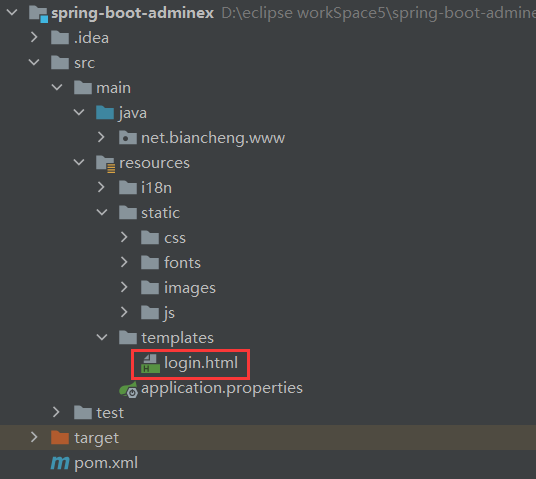 spring-boot-adminex D:\eclipse workSpace5\spring-boot-admine
.idea
src
main
java
net.biancheng.www
resources
i18n
static
css
fonts
images
js
templates
login.html
application.properties
test
target
pom.xml